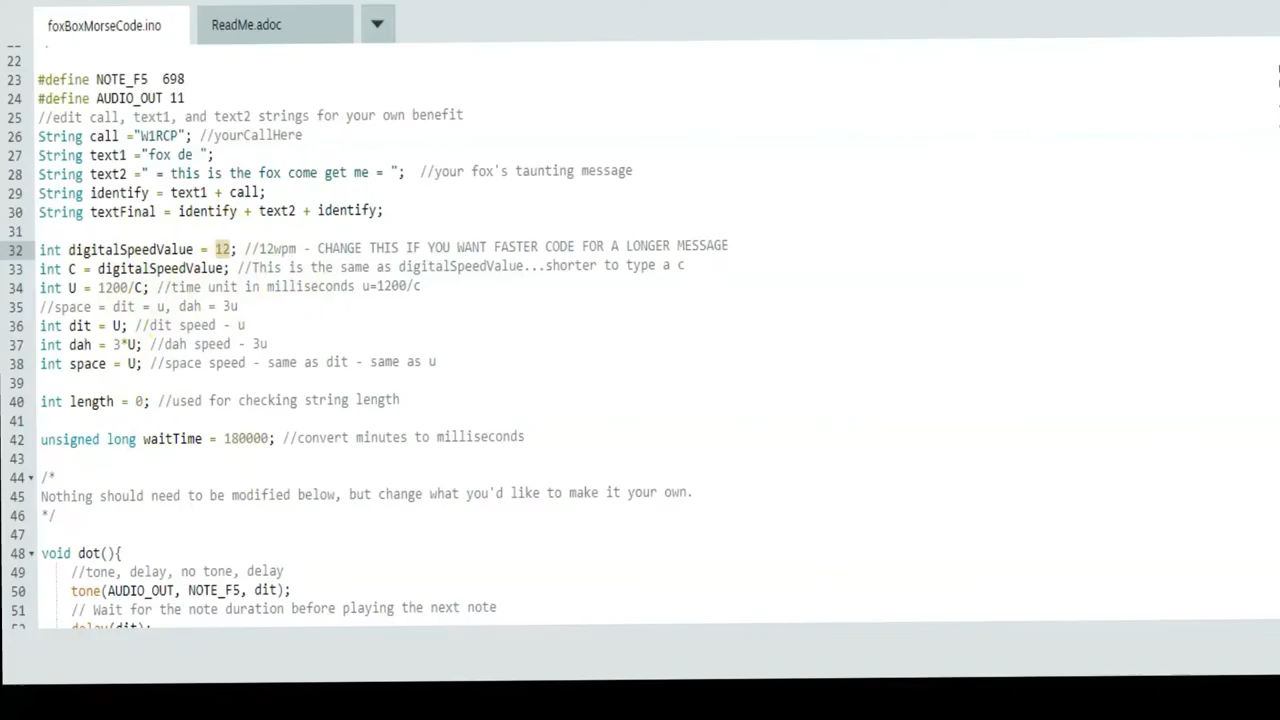 foxBoxMorseCode.ino
ReadMe.adoc
22
23 #define NOTE_F5 698
24 #define AUDIO_OUT 11
25 //edit call, text1, and text2 strings for your own benefit
26 String call ="W1RCP"; //yourCallHere
27 String text1 ="fox de ";
28 String text2 =" = this is the fox come get me = "; //your fox's taunting message
29 String identify = text1 + call;
30 String textFinal = identify + text2 + identify;
31
32 int digitalSpeedValue = 12; //12wpm - CHANGE THIS IF YOU WANT FASTER CODE FOR A LONGER MESSAGE
33 int C = digitalSpeedValue; //This is the same as digitalSpeedValue...shorter to type a c
34 int U = 1200/C; //time unit in milliseconds u=1200/c
35 //space = dit = u, dah = 3u
36 int dit = U; //dit speed - u
37 int dah = 3*U; //dah speed - 3u
38 int space = U; //space speed - same as dit - same as u
39
40 int length = 0; //used for checking string length
41
42 unsigned long waitTime = 180000; //convert minutes to milliseconds
43
44 /*
45 Nothing should need to be modified below, but change what you'd like to make it your own.
46 */
47
48 void dot(){
49 //tone, delay, no tone, delay
50 tone(AUDIO_OUT, NOTE_F5, dit);
51 // Wait for the note duration before playing the next note
delay(dit);